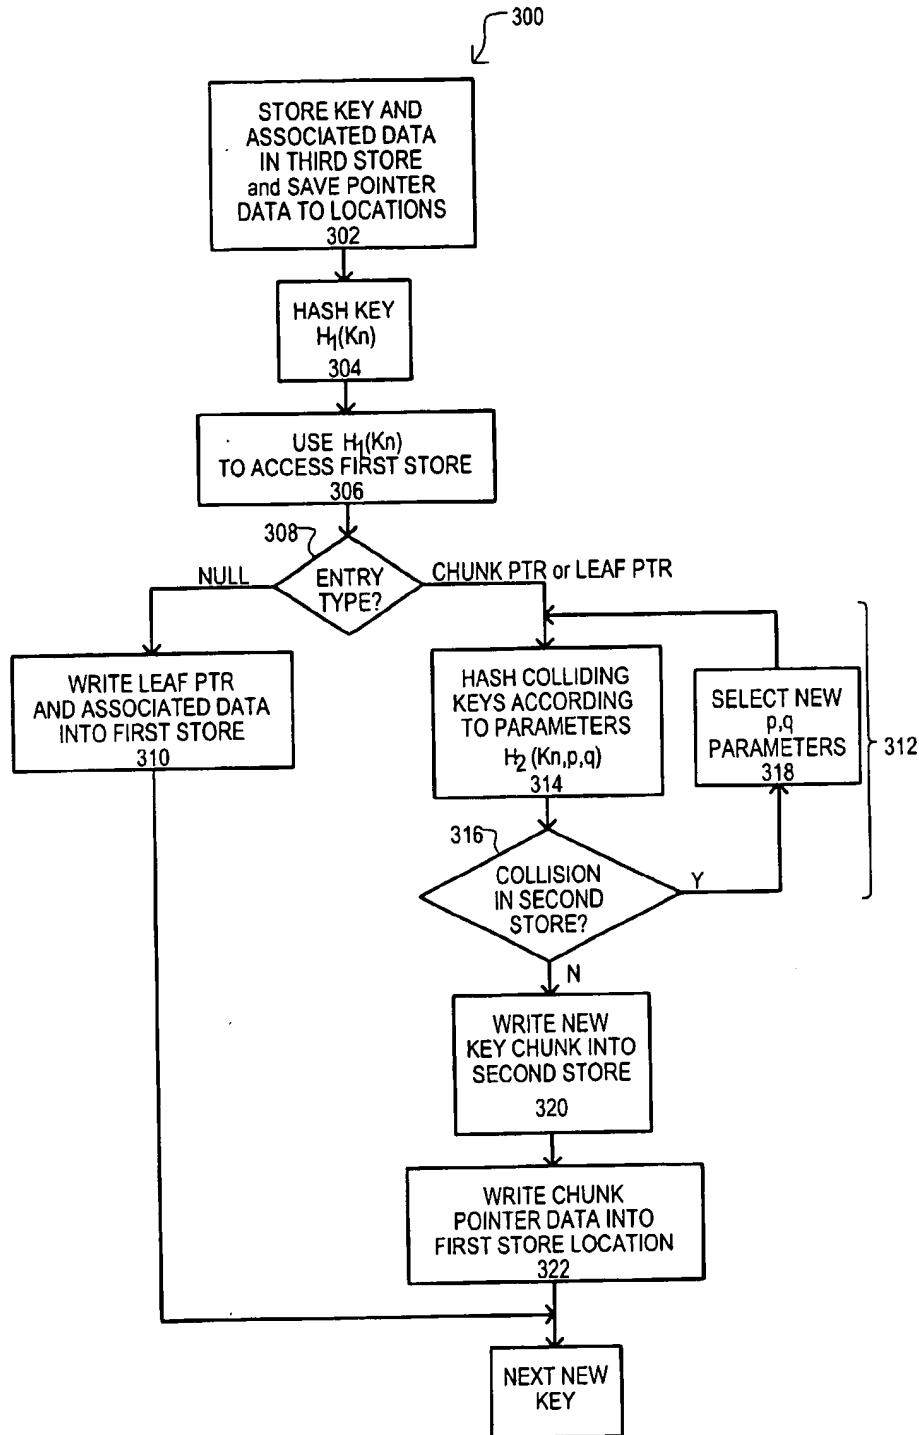 300
STORE KEY AND
ASSOCIATED DATA
IN THIRD STORE
and SAVE POINTER
DATA TO LOCATIONS
302
HASH KEY
H1(Kn)
304
USE H1(Kn)
TO ACCESS FIRST STORE
306
308
ENTRY
TYPE?
NULL
CHUNK PTR or LEAF PTR
WRITE LEAF PTR
AND ASSOCIATED DATA
INTO FIRST STORE
310
HASH COLLIDING
KEYS ACCORDING
TO PARAMETERS
H2 (Kn,p,q)
314
SELECT NEW
p,q
PARAMETERS
318
312
316
COLLISION
IN SECOND
STORE?
Y
N
WRITE NEW
KEY CHUNK INTO
SECOND STORE
320
WRITE CHUNK
POINTER DATA INTO
FIRST STORE LOCATION
322
NEXT NEW
KEY